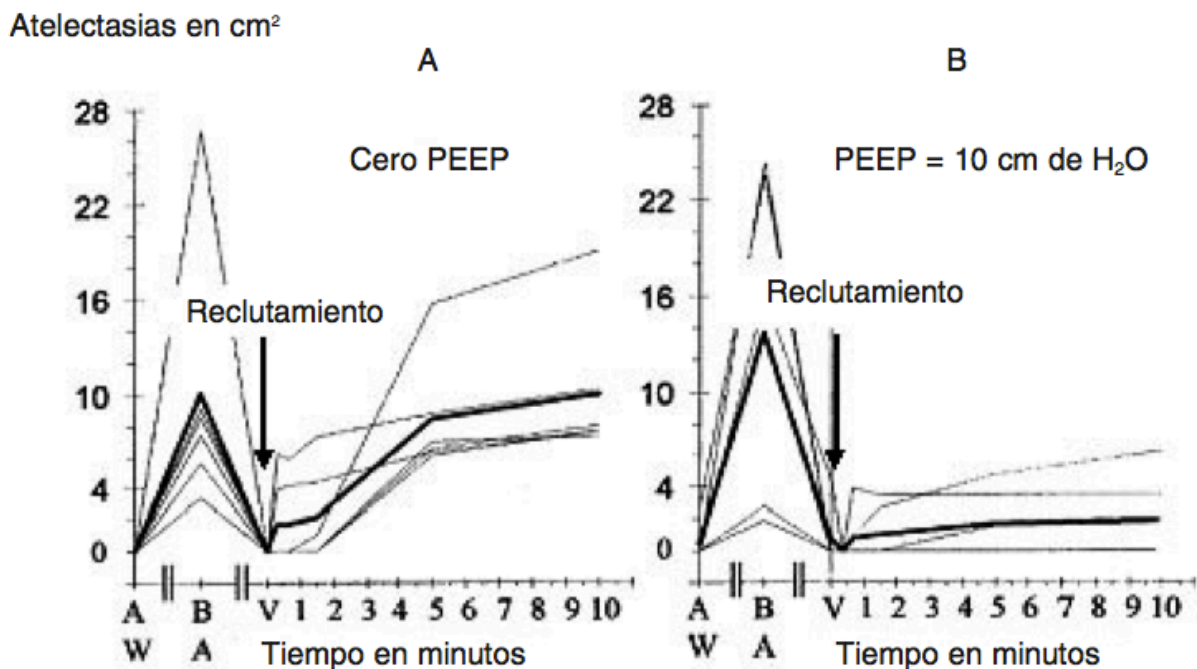 Atelectasias en cm²
A
B
28
22
16
10
4
0
Cero PEEP
Reclutamiento
A B V 1 2 4 5 6 7 8 9 10
W A Tiempo en minutos
28
22
16
10
4
0
PEEP = 10 cm de H₂O
Reclutamiento
A B V 1 2 4 5 6 7 8 9 10
W A Tiempo en minutos